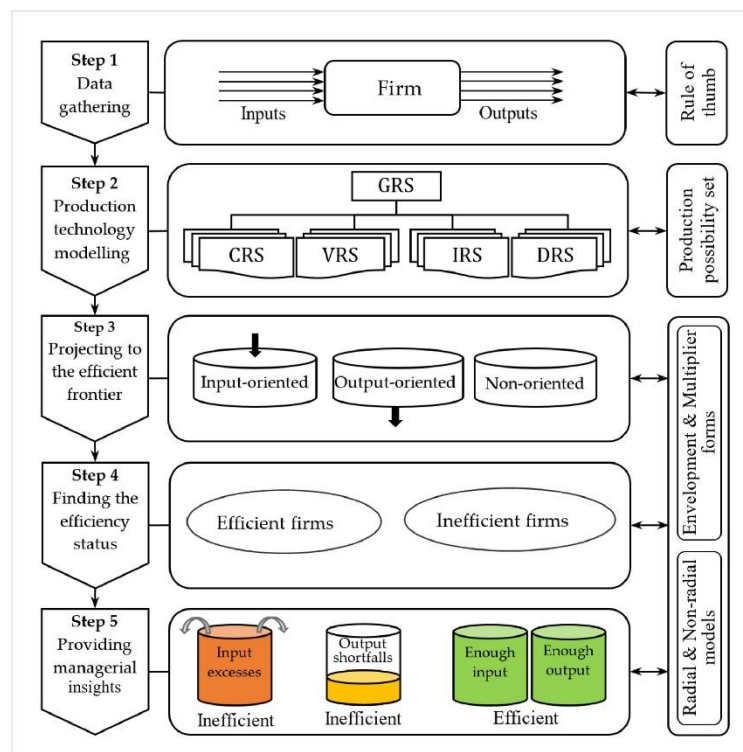 Step 1
Data
gathering
Inputs
Firm
Outputs
Rule of
thumb
Step 2
Production
technology
modelling
GRS
CRS
VRS
IRS
DRS
Production
possibility set
Step 3
Projecting to
the efficient
frontier
Input-oriented
Output-oriented
Non-oriented
Envelopment & Multiplier
forms
Step 4
Finding the
efficiency
status
Efficient firms
Inefficient firms
Step 5
Providing
managerial
insights
Input
excesses
Inefficient
Output
shortfalls
Inefficient
Enough
input
Enough
output
Efficient
Radial & Non-radial
models